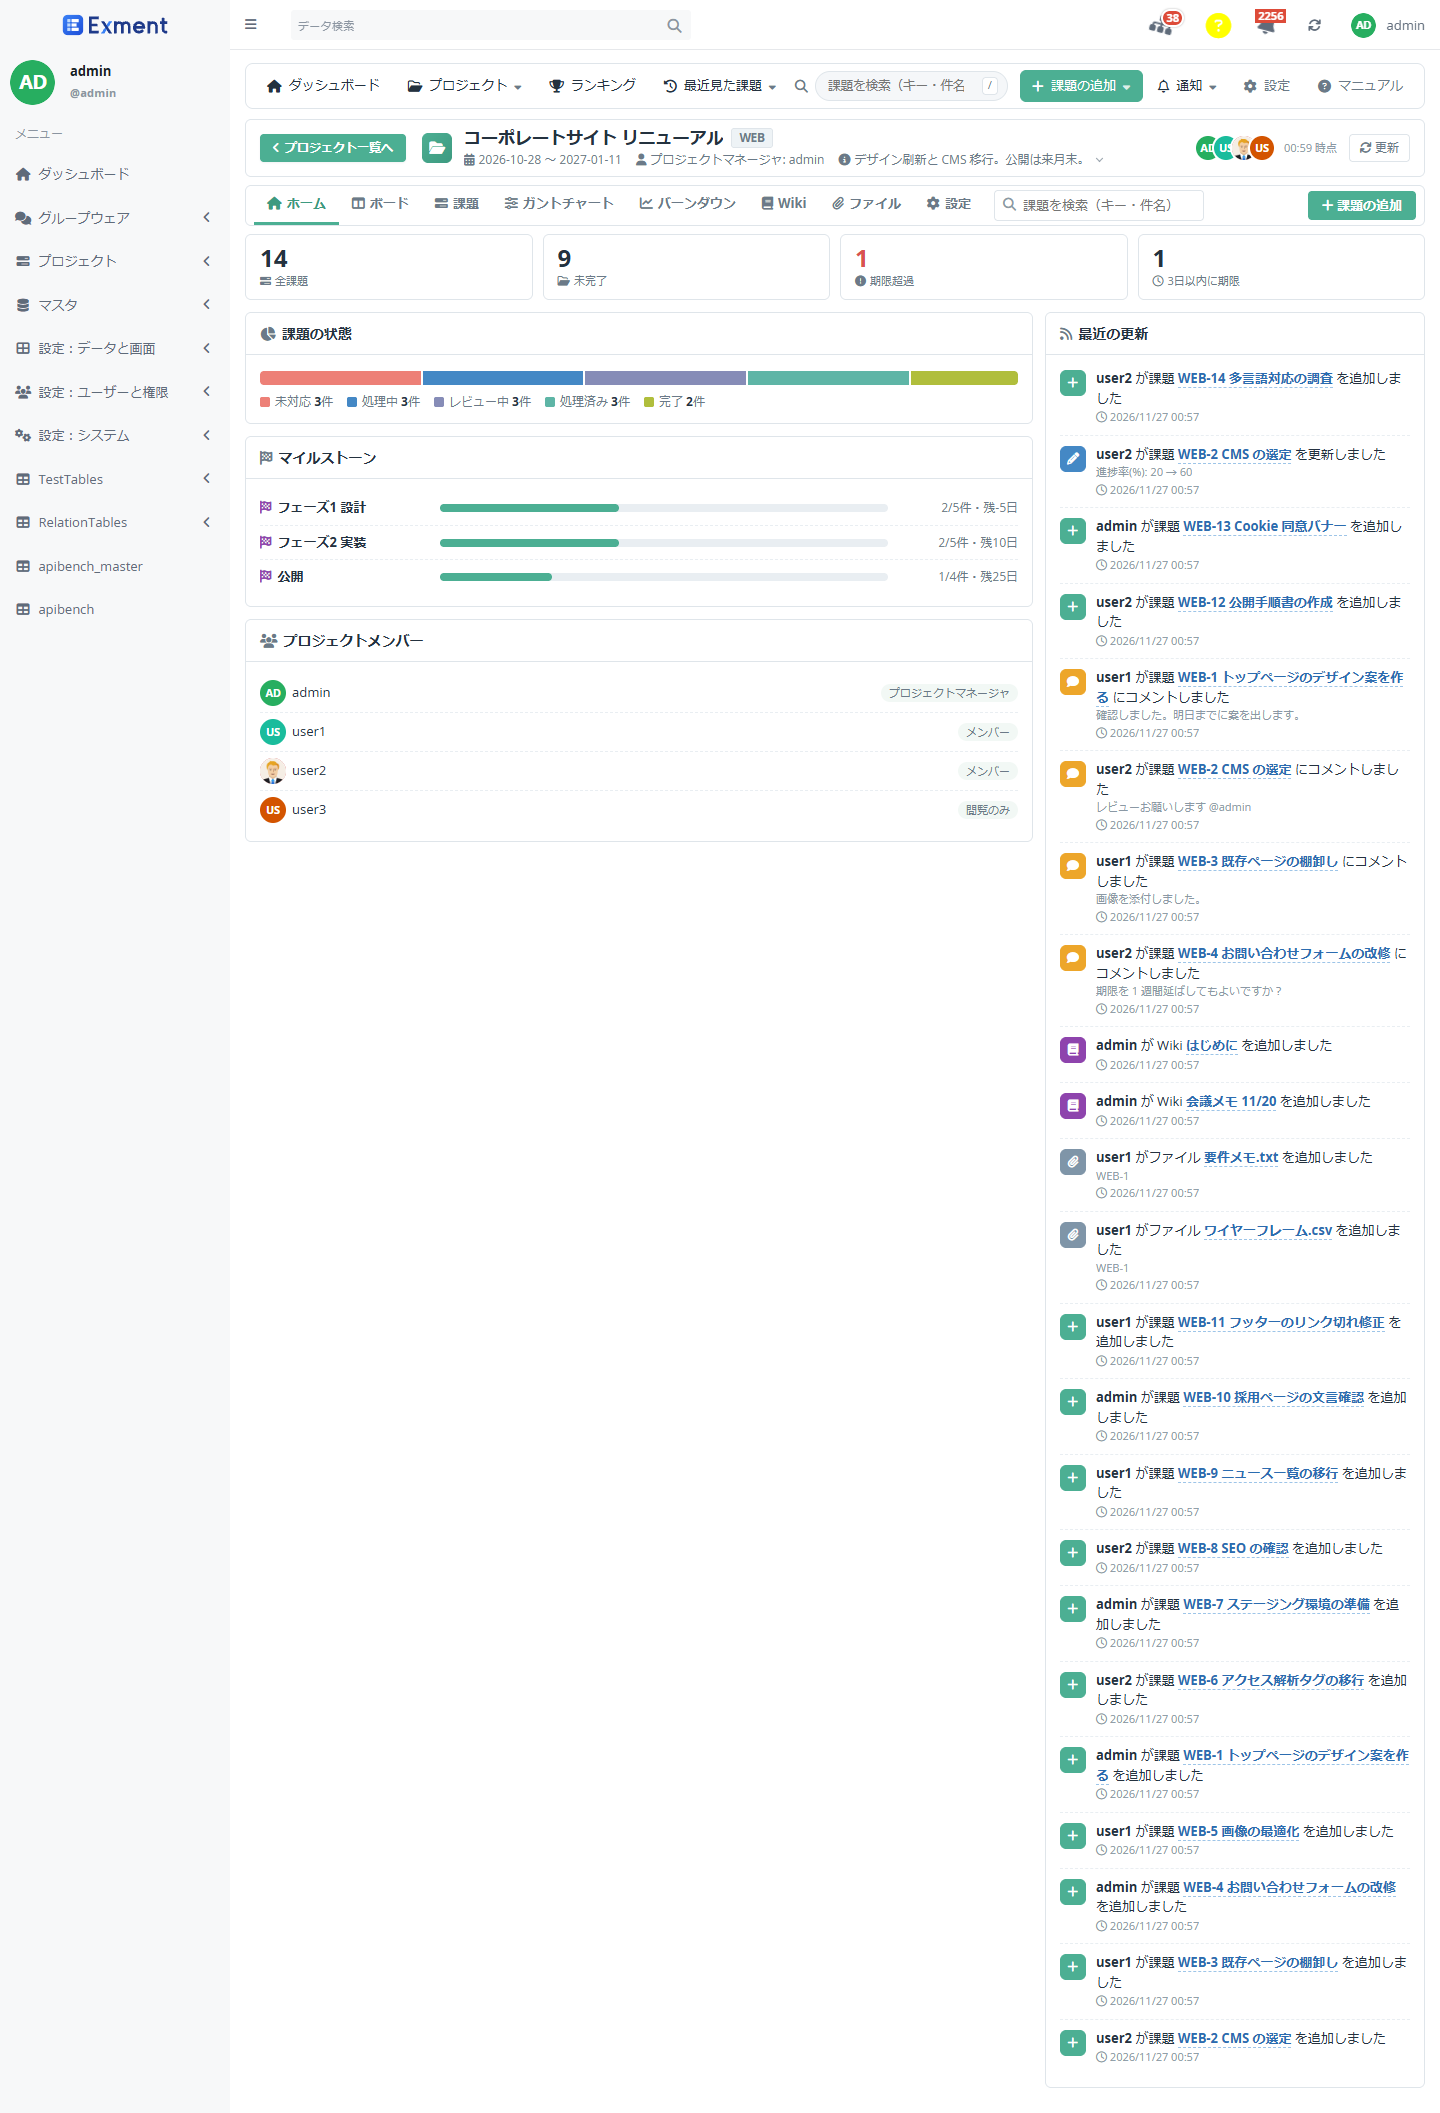 Exment
データ検索
38
?
2256
AD
admin
AD
admin
@admin
メニュー
ダッシュボード
グループウェア
プロジェクト
マスタ
設定：データと画面
設定：ユーザーと権限
設定：システム
TestTables
RelationTables
apibench_master
apibench
ダッシュボード
プロジェクト
ランキング
最近見た課題
課題を検索（キー・件名
/
課題の追加
通知
設定
マニュアル
プロジェクト一覧へ
コーポレートサイト リニューアル WEB
2026-10-28 〜 2027-01-11 プロジェクトマネージャ: admin デザイン刷新と CMS 移行。公開は来月末。
US
00:59 時点
更新
ホーム
ボード
課題
ガントチャート
バーンダウン
Wiki
ファイル
設定
課題を検索（キー・件名）
課題の追加
14
全課題
9
未完了
1
期限超過
1
3日以内に期限
課題の状態
未対応 3件 処理中 3件 レビュー中 3件 処理済み 3件 完了 2件
マイルストーン
フェーズ1 設計 2/5件・残-5日
フェーズ2 実装 2/5件・残10日
公開 1/4件・残25日
プロジェクトメンバー
AD admin プロジェクトマネージャ
US user1 メンバー
user2 メンバー
US user3 閲覧のみ
最近の更新
user2 が課題 WEB-14 多言語対応の調査 を追加しま
した
2026/11/27 00:57
user2 が課題 WEB-2 CMS の選定 を更新しました
進捗率(%): 20 → 60
2026/11/27 00:57
admin が課題 WEB-13 Cookie 同意バナー を追加し
ました
2026/11/27 00:57
user2 が課題 WEB-12 公開手順書の作成 を追加しま
した
2026/11/27 00:57
user1 が課題 WEB-1 トップページのデザイン案を作
る にコメントしました
確認しました。明日までに案を出します。
2026/11/27 00:57
user2 が課題 WEB-2 CMS の選定 にコメントしまし
た
レビューお願いします @admin
2026/11/27 00:57
user1 が課題 WEB-3 既存ページの棚卸し にコメント
しました
画像を添付しました。
2026/11/27 00:57
user2 が課題 WEB-4 お問い合わせフォームの改修 に
コメントしました
期限を 1 週間延ばしてもよいですか？
2026/11/27 00:57
admin が Wiki はじめに を追加しました
2026/11/27 00:57
admin が Wiki 会議メモ 11/20 を追加しました
2026/11/27 00:57
user1 がファイル 要件メモ.txt を追加しました
WEB-1
2026/11/27 00:57
user1 がファイル ワイヤーフレーム.csv を追加しま
した
WEB-1
2026/11/27 00:57
user1 が課題 WEB-11 フッターのリンク切れ修正 を
追加しました
2026/11/27 00:57
admin が課題 WEB-10 採用ページの文言確認 を追加
しました
2026/11/27 00:57
user1 が課題 WEB-9 ニュース一覧の移行 を追加しま
した
2026/11/27 00:57
user2 が課題 WEB-8 SEO の確認 を追加しました
2026/11/27 00:57
admin が課題 WEB-7 ステージング環境の準備 を追
加しました
2026/11/27 00:57
user2 が課題 WEB-6 アクセス解析タグの移行 を追加
しました
2026/11/27 00:57
admin が課題 WEB-1 トップページのデザイン案を作
る を追加しました
2026/11/27 00:57
user1 が課題 WEB-5 画像の最適化 を追加しました
2026/11/27 00:57
admin が課題 WEB-4 お問い合わせフォームの改修
を追加しました
2026/11/27 00:57
user1 が課題 WEB-3 既存ページの棚卸し を追加しま
した
2026/11/27 00:57
user2 が課題 WEB-2 CMS の選定 を追加しました
2026/11/27 00:57